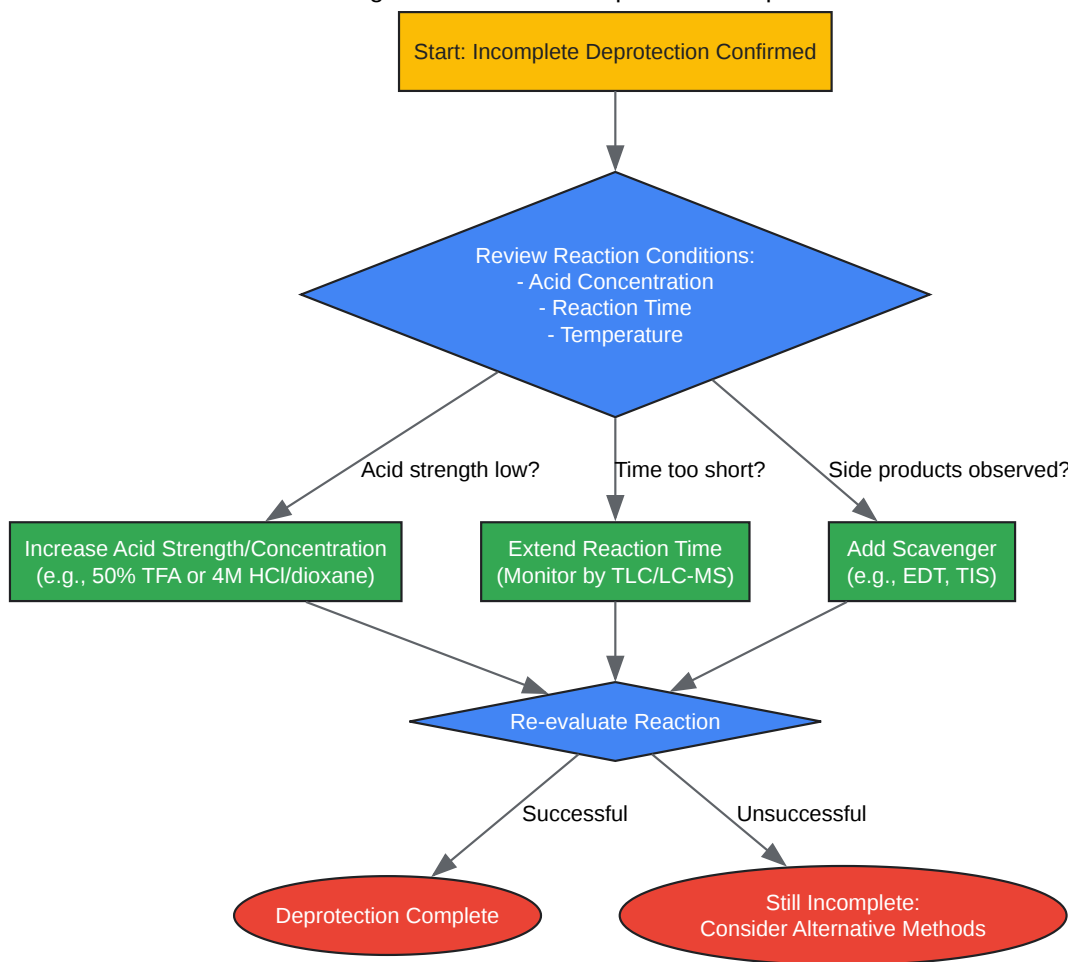 Start: Incomplete Deprotection Confirmed
Review Reaction Conditions:
- Acid Concentration
- Reaction Time
- Temperature
Acid strength low?
Time too short?
Side products observed?
Increase Acid Strength/Concentration
(e.g., 50% TFA or 4M HCl/dioxane)
Extend Reaction Time
(Monitor by TLC/LC-MS)
Add Scavenger
(e.g., EDT, TIS)
Re-evaluate Reaction
Successful
Unsuccessful
Deprotection Complete
Still Incomplete:
Consider Alternative Methods